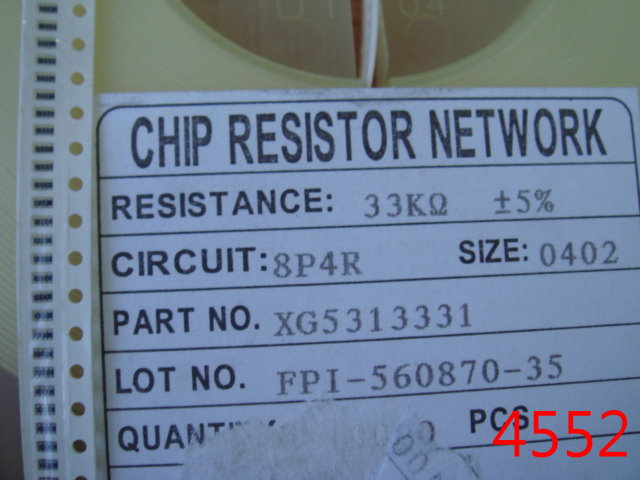 CHIP RESISTOR NETWORK
RESISTANCE: 33KΩ ±5%
CIRCUIT: 8P4R SIZE: 0402
PART NO. XG5313331
LOT NO. FPI-560870-35
PCS
4552